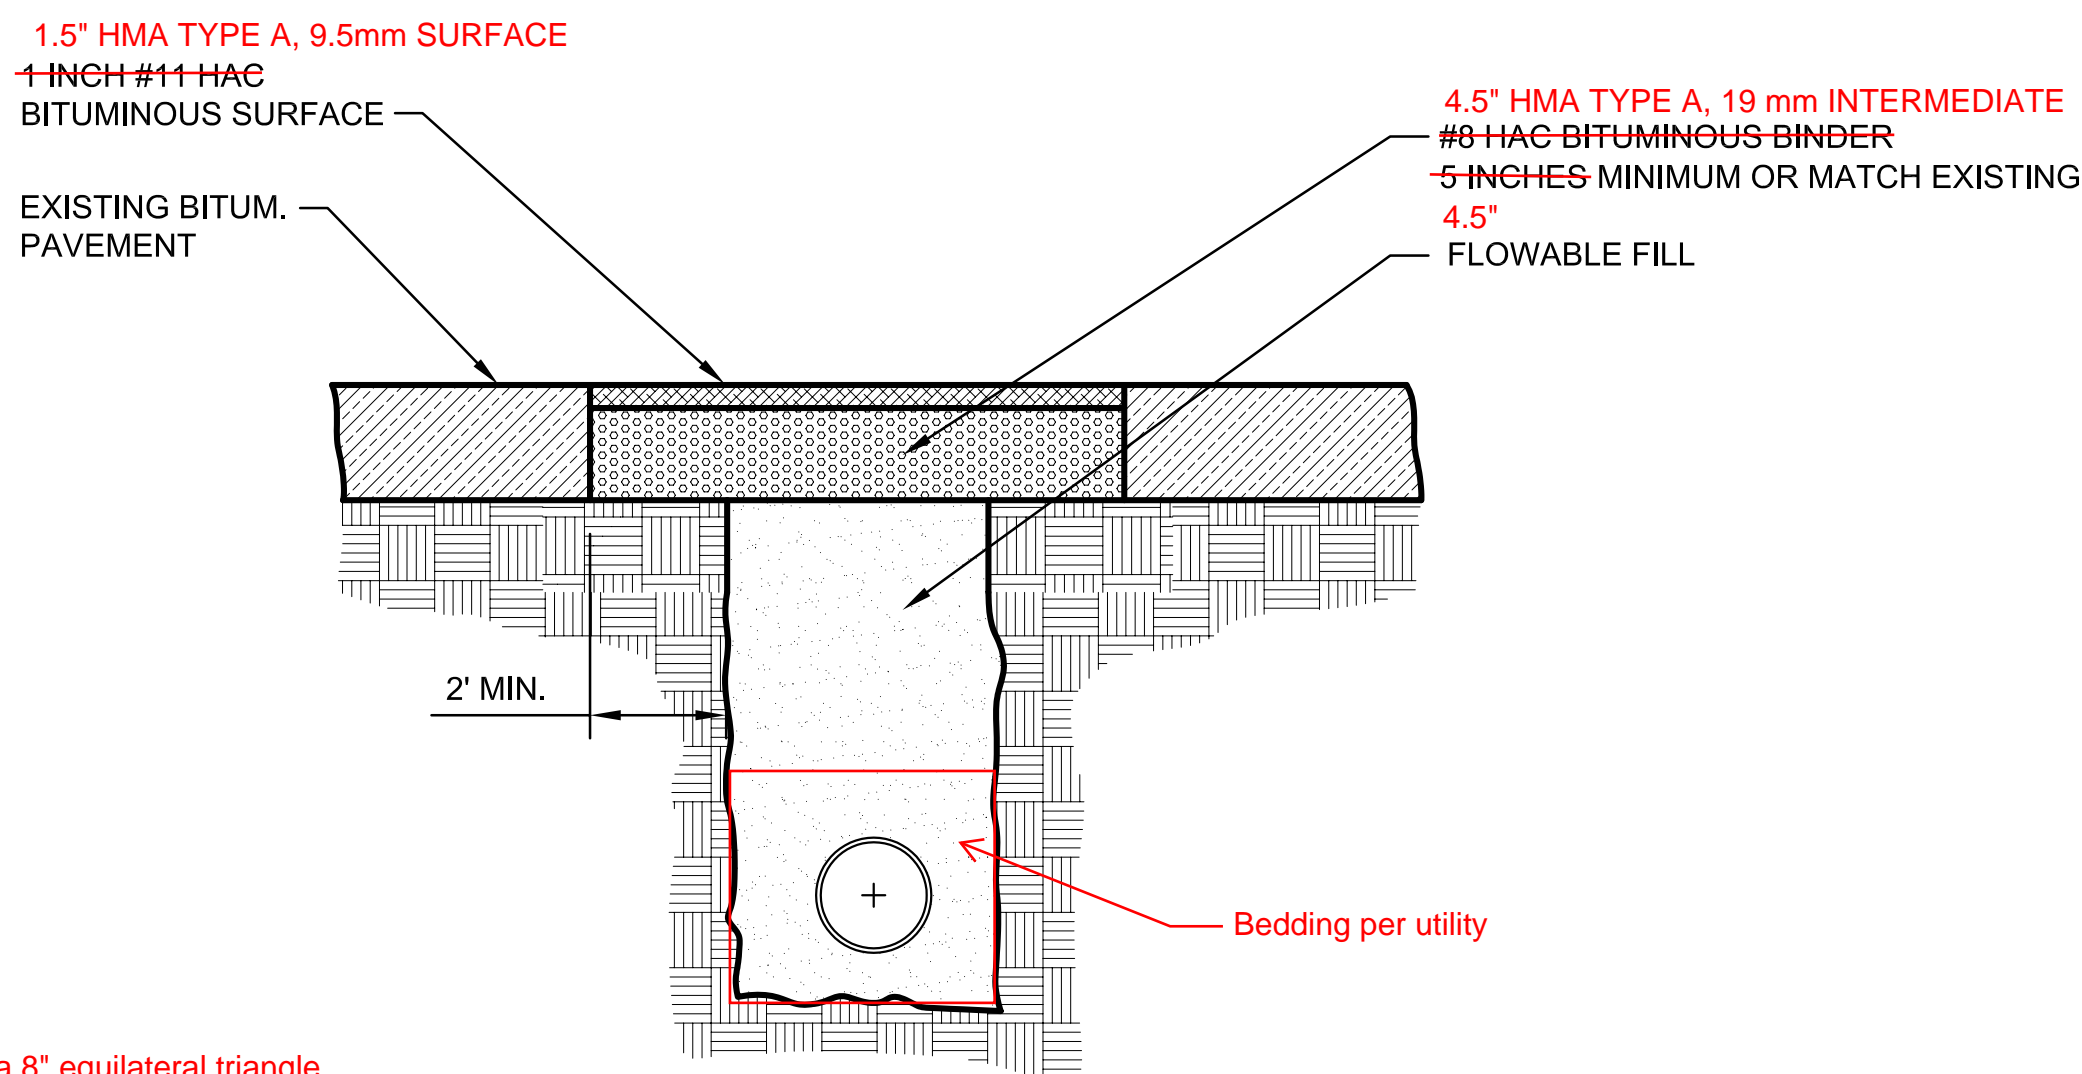 1.5" HMA TYPE A, 9.5mm SURFACE
1 INCH #11 HAC
BITUMINOUS SURFACE
EXISTING BITUM.
PAVEMENT
4.5" HMA TYPE A, 19 mm INTERMEDIATE
#8 HAC BITUMINOUS BINDER
5 INCHES MINIMUM OR MATCH EXISTING
4.5"
FLOWABLE FILL
2' MIN.
Bedding per utility
a 8" equilateral triangle